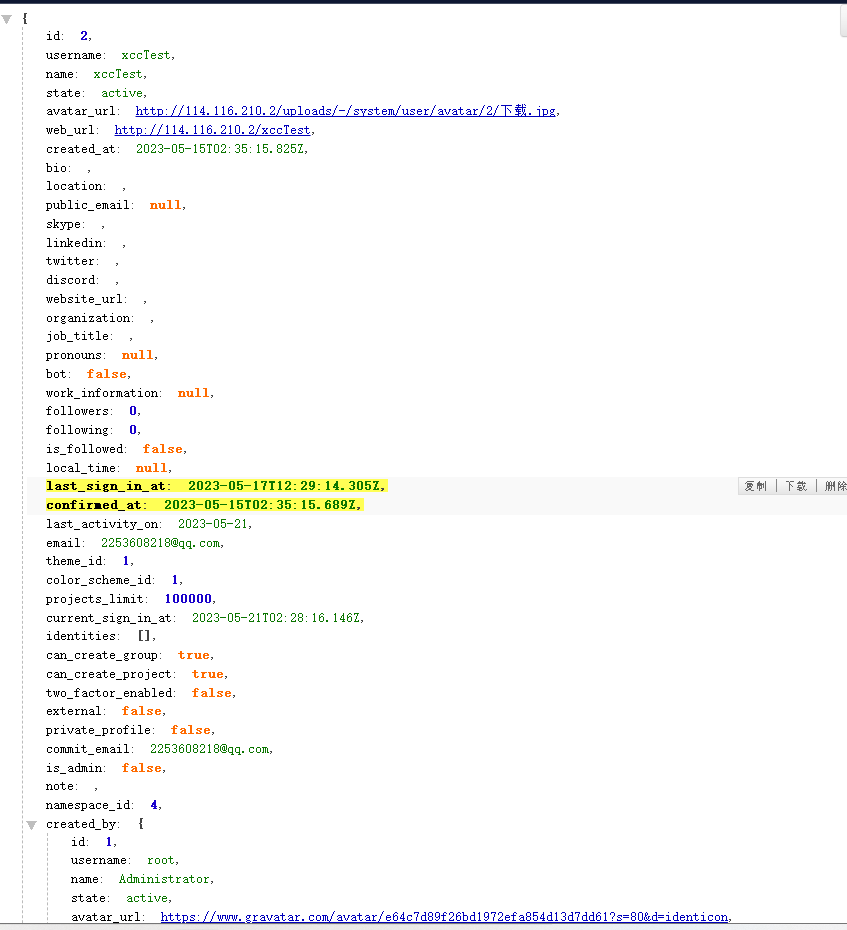 {
id: 2,
username: xccTest,
name: xccTest,
state: active,
avatar_url: http://114.116.210.2/uploads/-/system/user/avatar/2/下载.jpg,
web_url: http://114.116.210.2/xccTest,
created_at: 2023-05-15T02:35:15.825Z,
bio: ,
location: ,
public_email: null,
skype: ,
linkedin: ,
twitter: ,
discord: ,
website_url: ,
organization: ,
job_title: ,
pronouns: null,
bot: false,
work_information: null,
followers: 0,
following: 0,
is_followed: false,
local_time: null,
last_sign_in_at: 2023-05-17T12:29:14.305Z, 复制 下载 删除
confirmed_at: 2023-05-15T02:35:15.689Z,
last_activity_on: 2023-05-21,
email: 2253608218@qq.com,
theme_id: 1,
color_scheme_id: 1,
projects_limit: 100000,
current_sign_in_at: 2023-05-21T02:28:16.146Z,
identities: [],
can_create_group: true,
can_create_project: true,
two_factor_enabled: false,
external: false,
private_profile: false,
commit_email: 2253608218@qq.com,
is_admin: false,
note: ,
namespace_id: 4,
created_by: {
id: 1,
username: root,
name: Administrator,
state: active,
avatar_url: https://www.gravatar.com/avatar/e64c7d89f26bd1972efa854d13d7dd61?s=80&d=identicon,